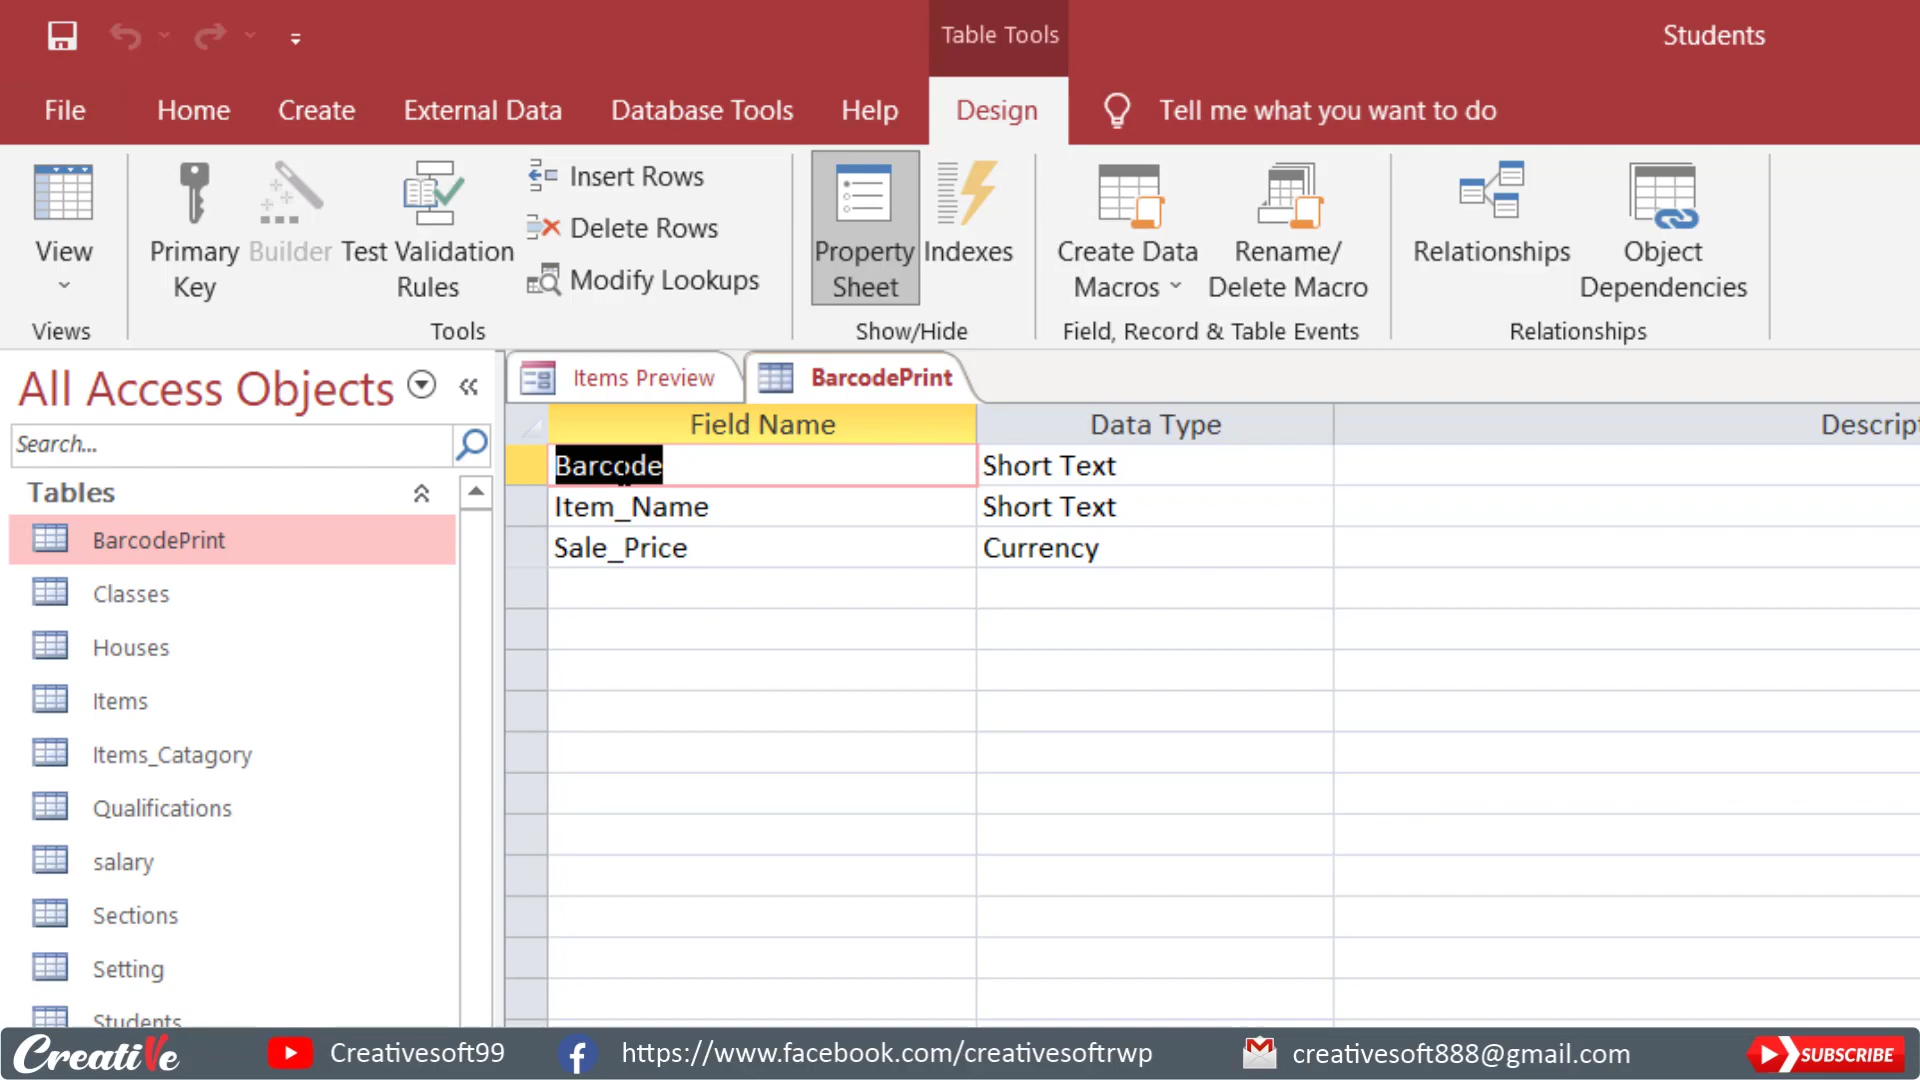 Table Tools
Students
File
Home
Create
External Data
Database Tools
Help
Design
Tell me what you want to do
View
Primary Key
Builder
Test Validation Rules
Insert Rows
Delete Rows
Modify Lookups
Property Sheet
Indexes
Create Data Macros
Rename/ Delete Macro
Relationships
Object Dependencies
Views
Tools
Show/Hide
Field, Record & Table Events
Relationships
All Access Objects
Search...
Tables
BarcodePrint
Classes
Houses
Items
Items_Catagory
Qualifications
salary
Sections
Setting
Students
Items Preview
BarcodePrint
Field Name
Data Type
Descript
Barcode
Short Text
Item_Name
Short Text
Sale_Price
Currency
CreatiVe
Creativesoft99
https://www.facebook.com/creativesoftrwp
creativesoft888@gmail.com
SUBSCRIBE